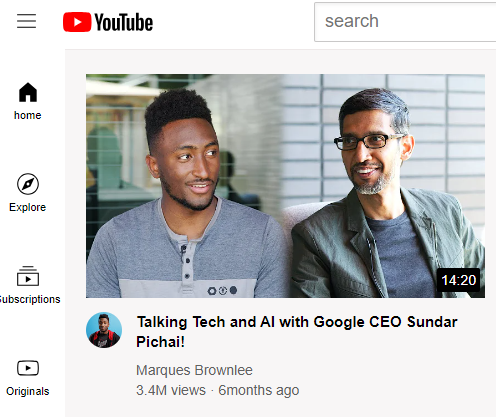 YouTube
search
home
Explore
Subscriptions
Originals
14:20
Talking Tech and AI with Google CEO Sundar
Pichai!
Marques Brownlee
3.4M views · 6months ago